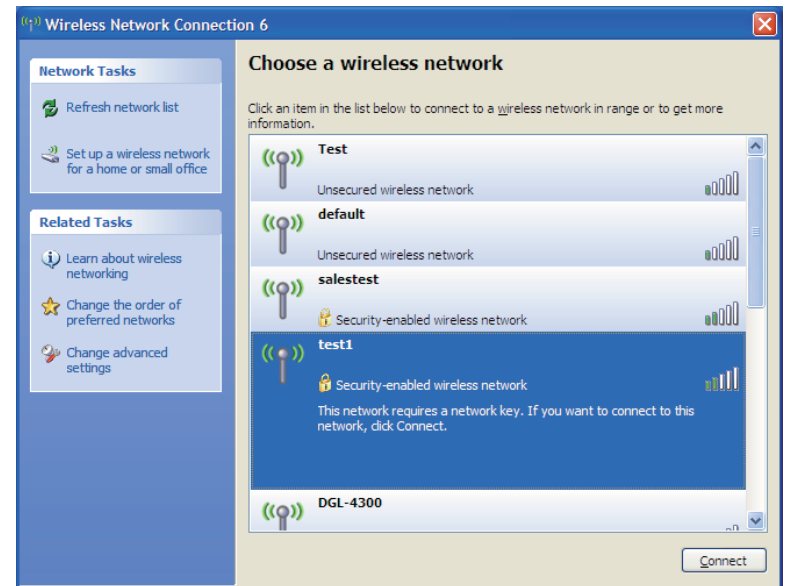 Wireless Network Connection 6
Network Tasks
Refresh network list
Set up a wireless network
for a home or small office
Related Tasks
Learn about wireless
networking
Change the order of
preferred networks
Change advanced
settings
Choose a wireless network
Click an item in the list below to connect to a wireless network in range or to get more
information.
Test
Unsecured wireless network
default
Unsecured wireless network
salestest
Security-enabled wireless network
test1
Security-enabled wireless network
This network requires a network key. If you want to connect to this
network, click Connect.
DGL-4300
Connect